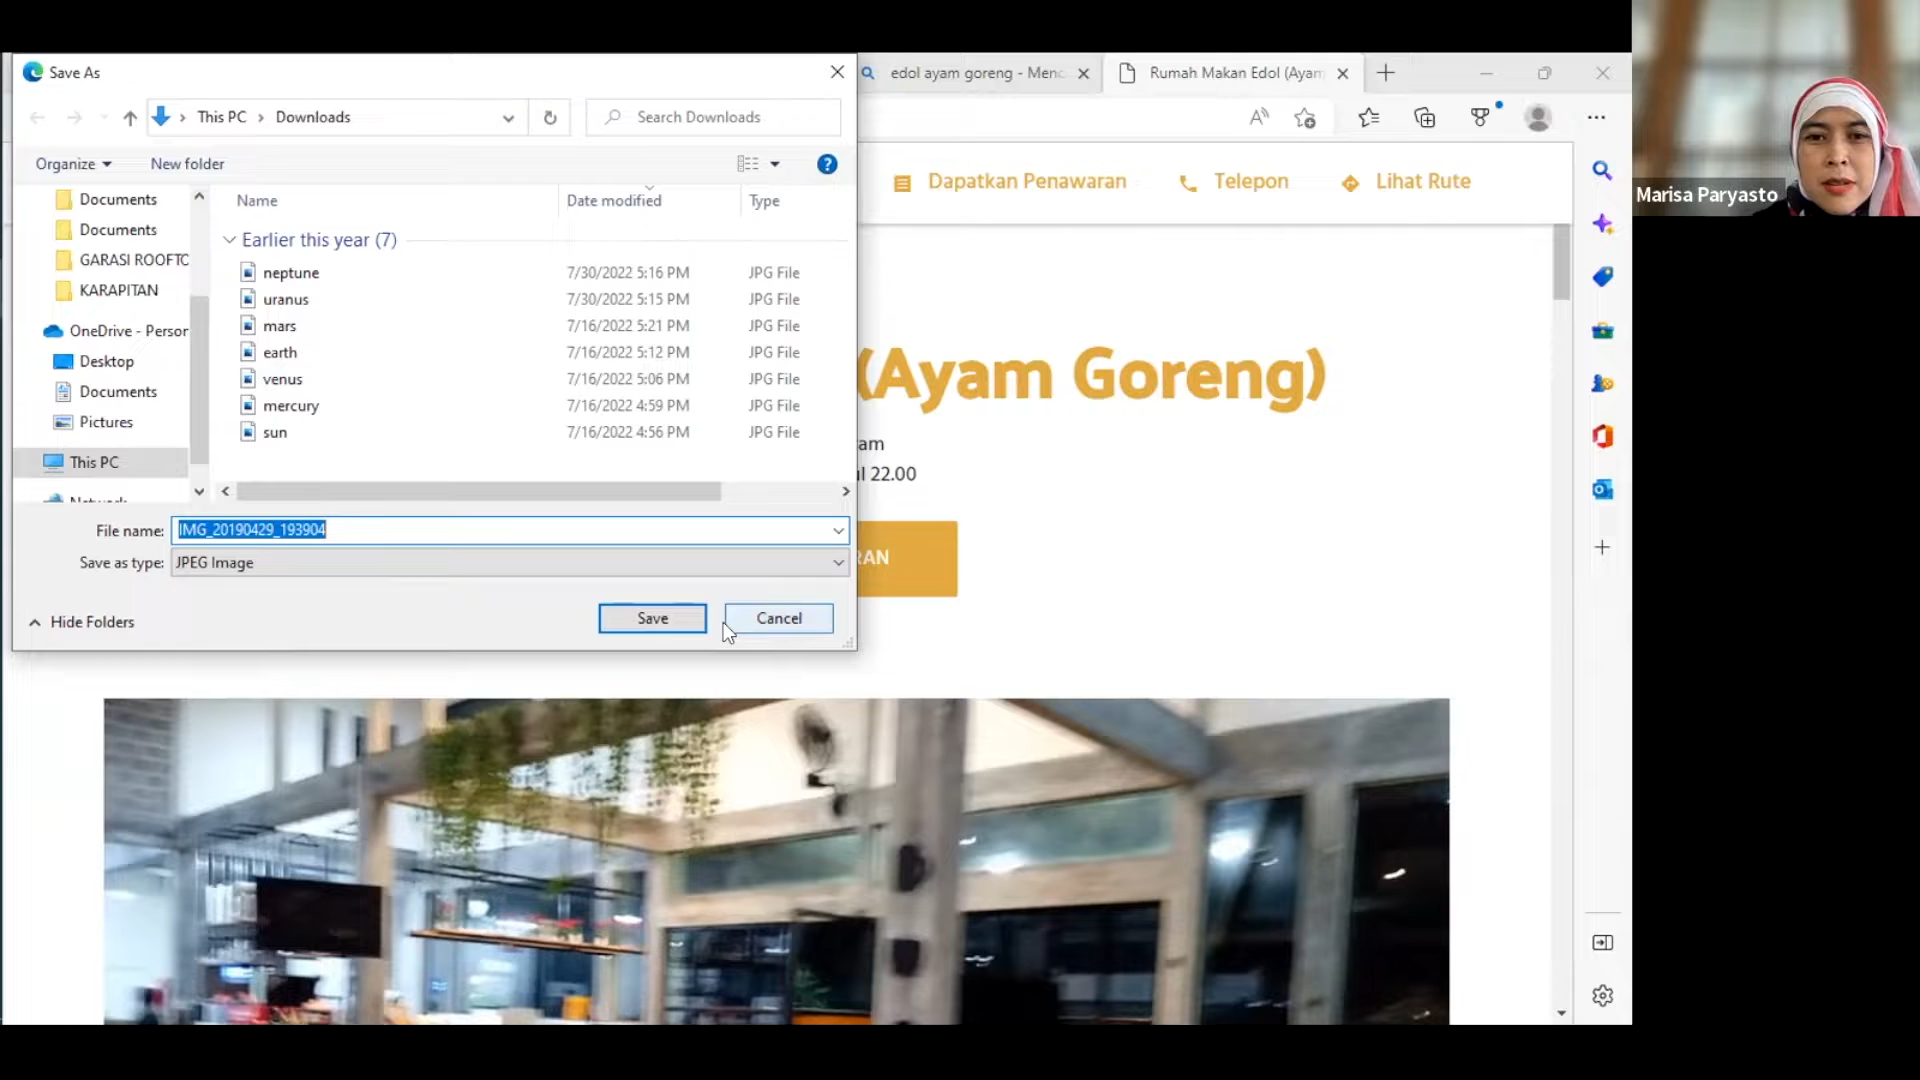 Save As
edol ayam goreng - Menc
Rumah Makan Edol (Ayam
This PC
Downloads
Search Downloads
Organize
New folder
Dapatkan Penawaran
Telepon
Lihat Rute
Marisa Paryasto
Documents
Documents
GARASI ROOFTO
KARAPITAN
OneDrive - Person
Desktop
Documents
Pictures
This PC
Network
Name
Date modified
Type
Earlier this year (7)
neptune 7/30/2022 5:16 PM JPG File
uranus 7/30/2022 5:15 PM JPG File
mars 7/16/2022 5:21 PM JPG File
earth 7/16/2022 5:12 PM JPG File
venus 7/16/2022 5:06 PM JPG File
mercury 7/16/2022 4:59 PM JPG File
sun 7/16/2022 4:56 PM JPG File
File name: IMG_20190429_193904
Save as type: JPEG Image
Hide Folders
Save
Cancel
(Ayam Goreng)
am
ul 22.00
RAN